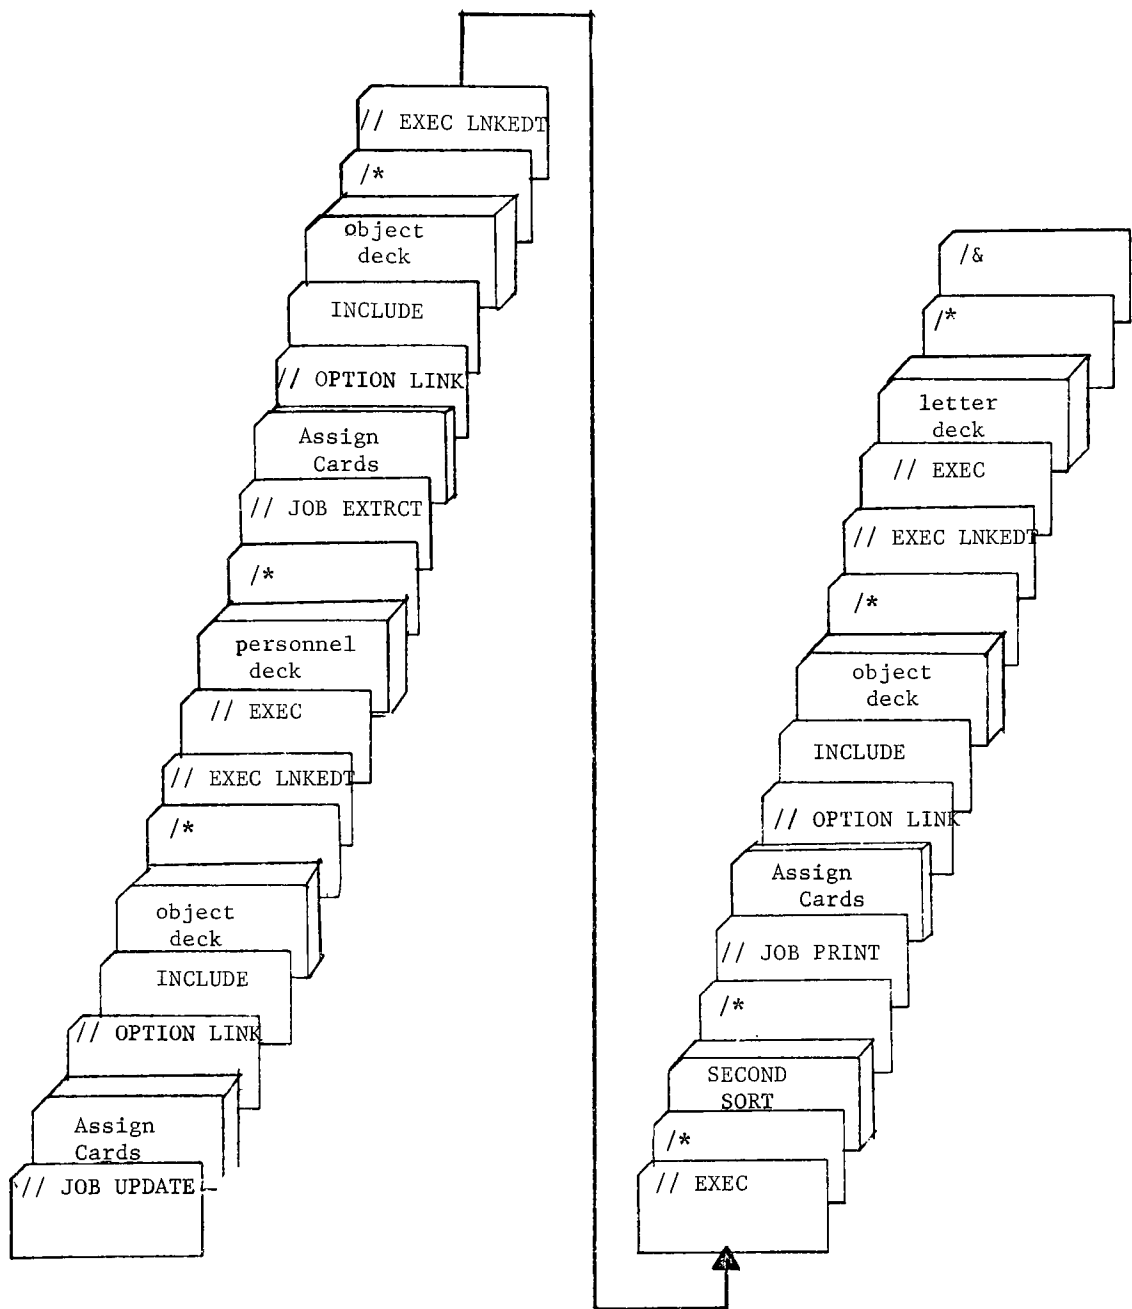 // EXEC LNKEDT
/*
object
deck
INCLUDE
// OPTION LINK
Assign
Cards
// JOB EXTRCT
/*
personnel
deck
// EXEC
// EXEC LNKEDT
/*
object
deck
INCLUDE
// OPTION LINK
Assign
Cards
// JOB UPDATE
/&
/*
letter
deck
// EXEC
// EXEC LNKEDT
/*
object
deck
INCLUDE
// OPTION LINK
Assign
Cards
// JOB PRINT
/*
SECOND
SORT
/*
// EXEC